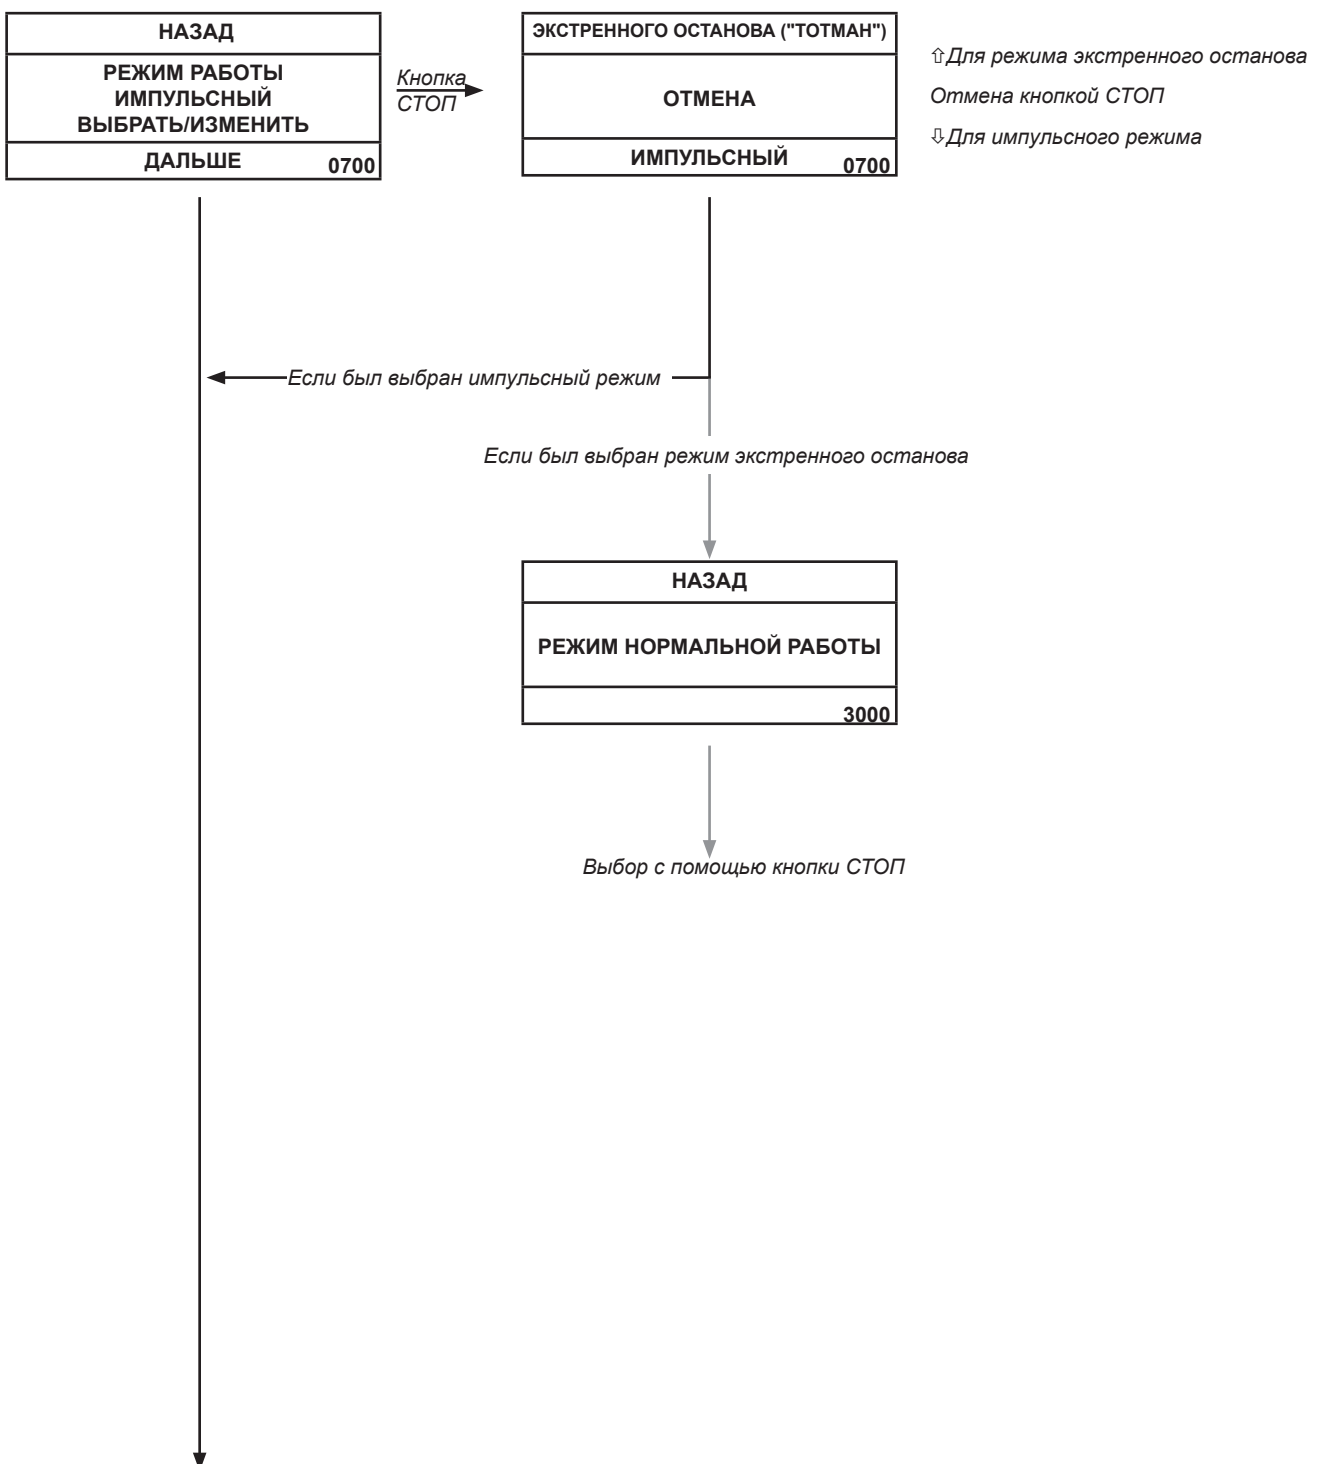 НАЗАД
РЕЖИМ РАБОТЫ
ИМПУЛЬСНЫЙ
ВЫБРАТЬ/ИЗМЕНИТЬ
ДАЛЬШЕ 0700
Кнопка
СТОП
ЭКСТРЕННОГО ОСТАНОВА ("ТОТМАН")
ОТМЕНА
ИМПУЛЬСНЫЙ 0700
⇧Для режима экстренного останова
Отмена кнопкой СТОП
⇩Для импульсного режима
Если был выбран импульсный режим
Если был выбран режим экстренного останова
НАЗАД
РЕЖИМ НОРМАЛЬНОЙ РАБОТЫ
3000
Выбор с помощью кнопки СТОП